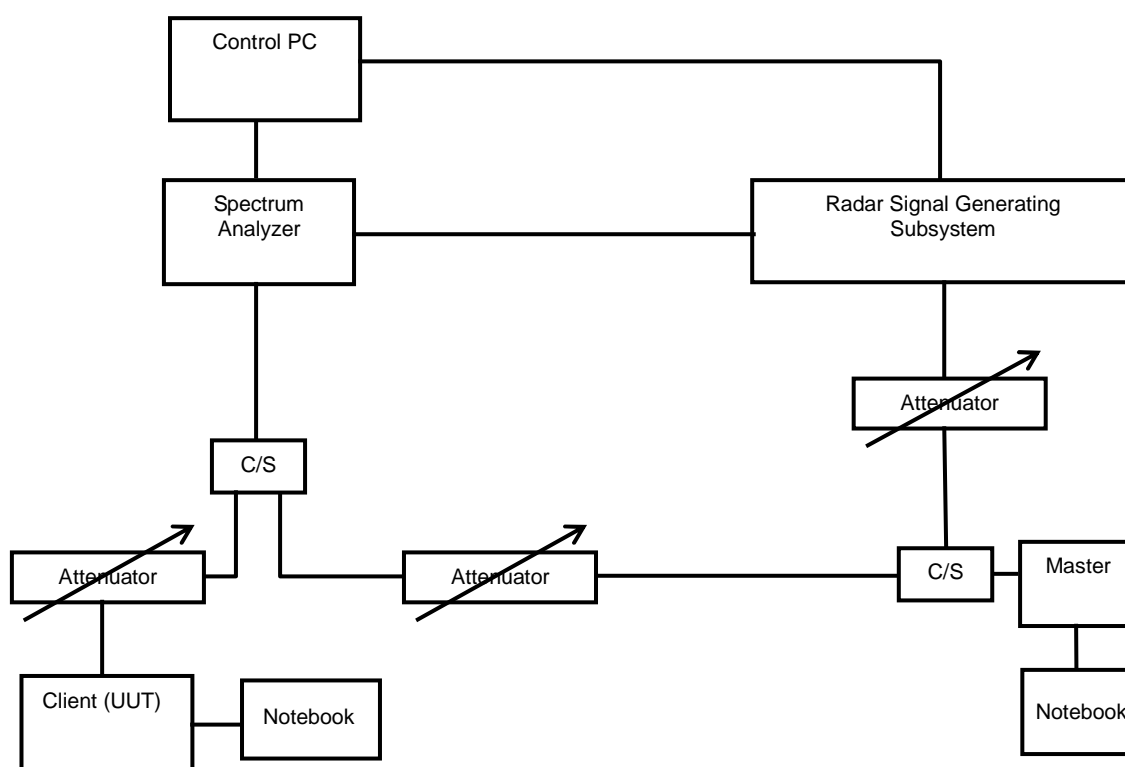 Control PC
Spectrum
Analyzer
Radar Signal Generating
Subsystem
Attenuator
C/S
Attenuator
Attenuator
C/S
Master
Client (UUT)
Notebook
Notebook